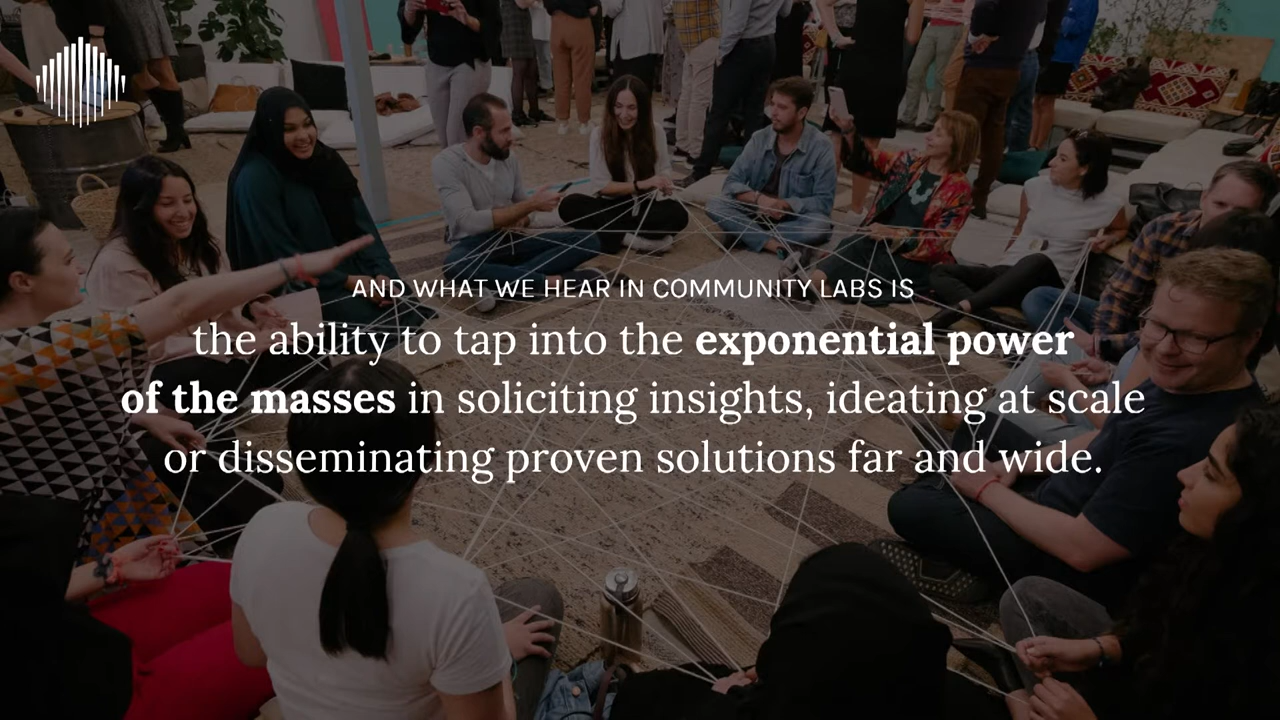 AND WHAT WE HEAR IN COMMUNITY LABS IS
the ability to tap into the exponential power
of the masses in soliciting insights, ideating at scale
or disseminating proven solutions far and wide.